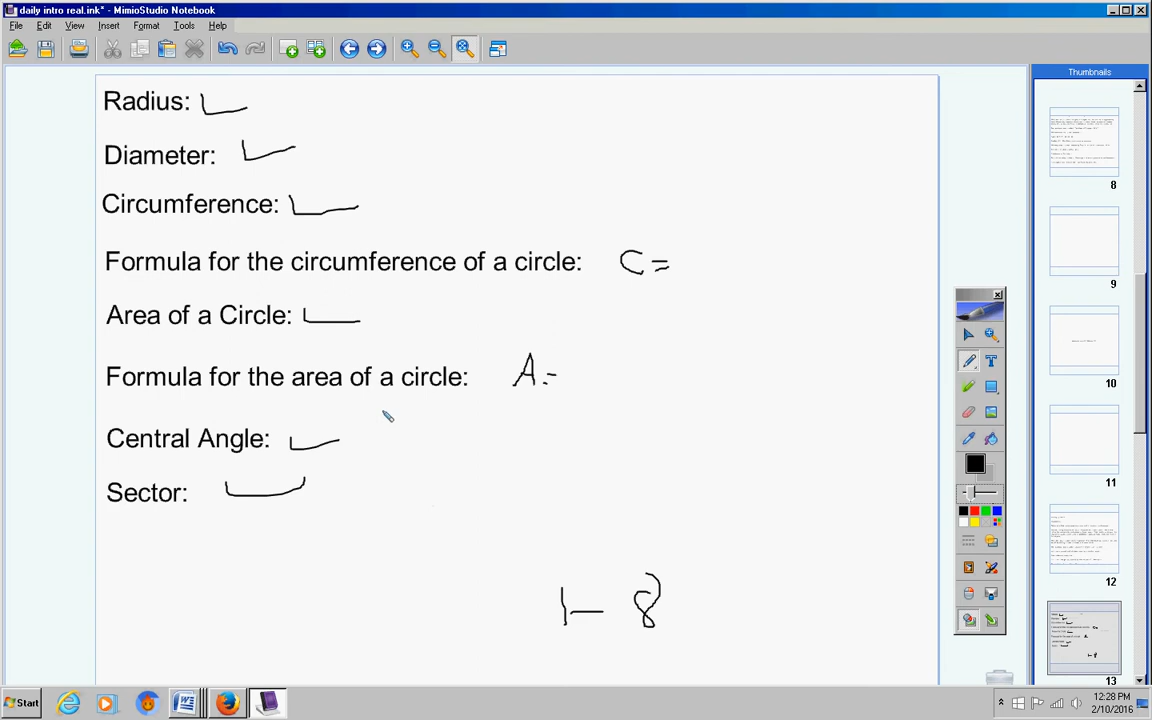 daily intro real.ink* - MimioStudio Notebook
File Edit View Insert Format Tools Help
Thumbnails
Radius:
Diameter:
Circumference:
Formula for the circumference of a circle: C =
Area of a Circle:
Formula for the area of a circle: A =
Central Angle:
Sector:
1 - 8
8
9
10
11
12
13
Start
12:28 PM
2/10/2016